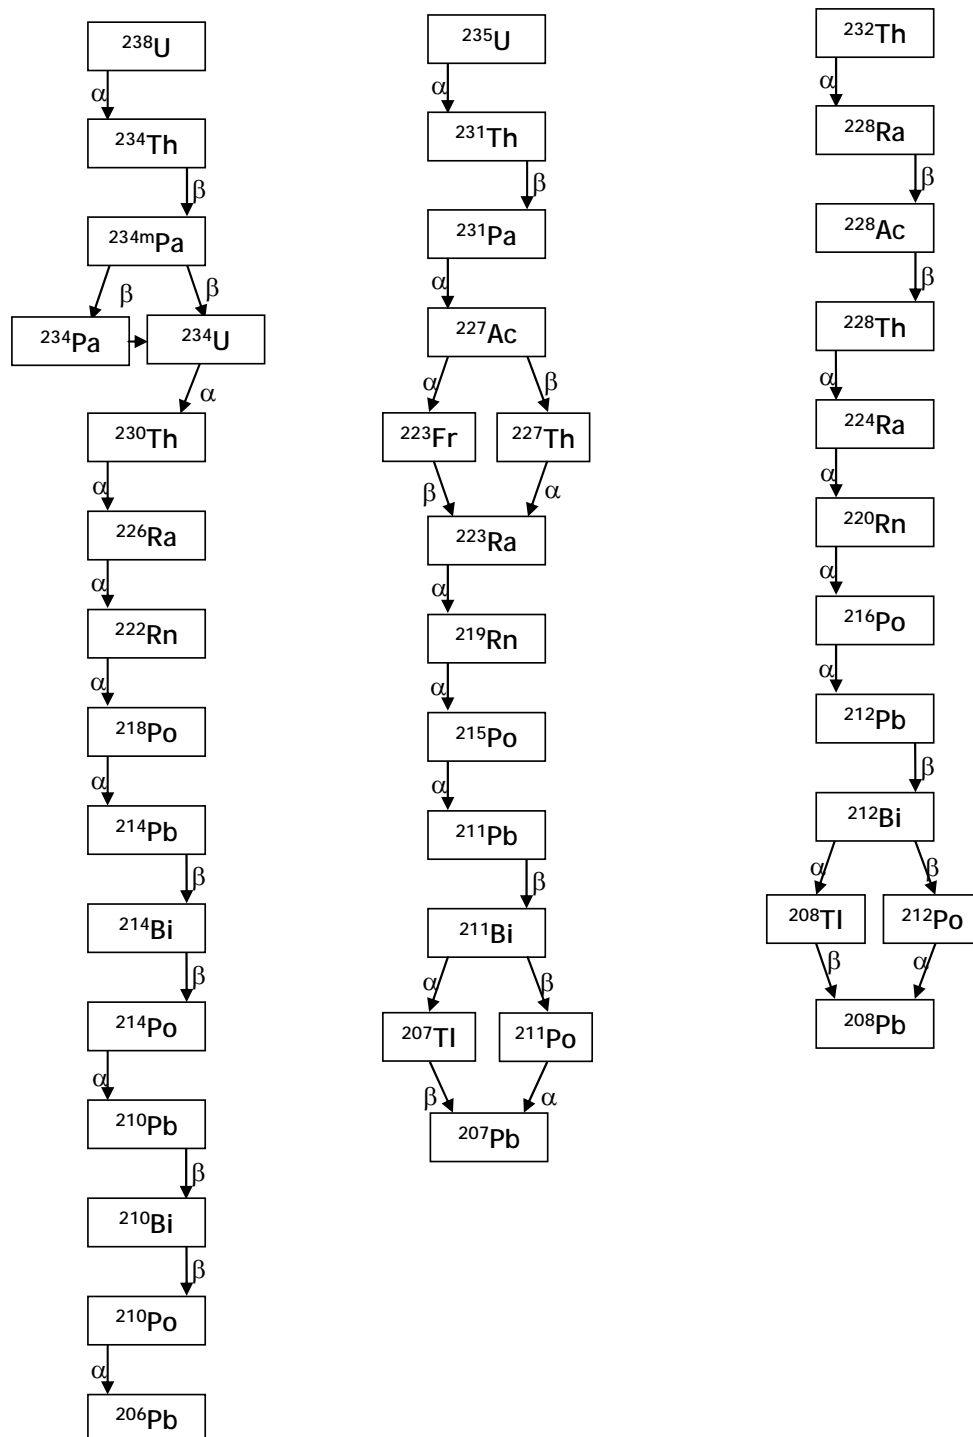 ²³⁸U
α
²³⁴Th
β
²³⁴ᵐPa
β β
²³⁴Pa ²³⁴U
α
²³⁰Th
α
²²⁶Ra
α
²²²Rn
α
²¹⁸Po
α
²¹⁴Pb
β
²¹⁴Bi
β
²¹⁴Po
α
²¹⁰Pb
β
²¹⁰Bi
β
²¹⁰Po
α
²⁰⁶Pb
²³⁵U
α
²³¹Th
β
²³¹Pa
α
²²⁷Ac
α β
²²³Fr ²²⁷Th
β α
²²³Ra
α
²¹⁹Rn
α
²¹⁵Po
α
²¹¹Pb
β
²¹¹Bi
α β
²⁰⁷Tl ²¹¹Po
β α
²⁰⁷Pb
²³²Th
α
²²⁸Ra
β
²²⁸Ac
β
²²⁸Th
α
²²⁴Ra
α
²²⁰Rn
α
²¹⁶Po
α
²¹²Pb
β
²¹²Bi
α β
²⁰⁸Tl ²¹²Po
β α
²⁰⁸Pb